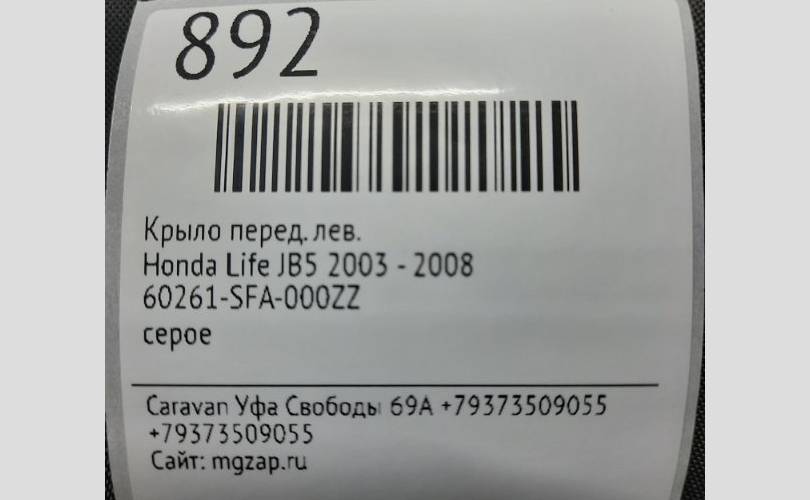 892
Крыло перед. лев.
Honda Life JB5 2003 - 2008
60261-SFA-000ZZ
серое
Caravan Уфа Свободы 69А +79373509055
+79373509055
Сайт: mgzap.ru